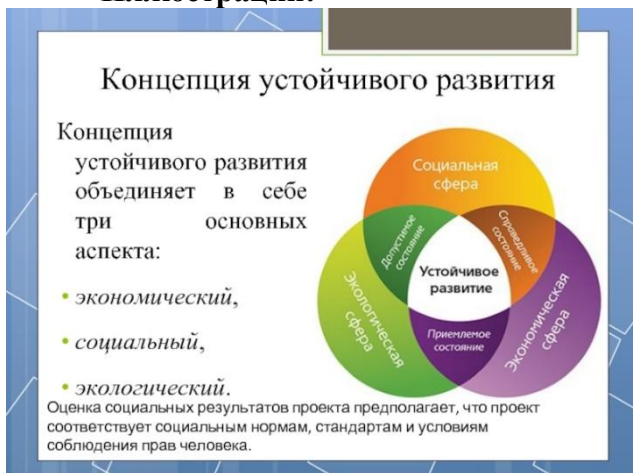 Иллюстрации:
Концепция устойчивого развития
Концепция
устойчивого развития
объединяет в себе
три основных
аспекта:
• экономический,
• социальный,
• экологический.
Оценка социальных результатов проекта предполагает, что проект
соответствует социальным нормам, стандартам и условиям
соблюдения прав человека.
Социальная
сфера
Допустимое
состояние
Справедливое
состояние
Устойчивое
развитие
Экологическая
сфера
Экономическая
сфера
Приемлемое
состояние